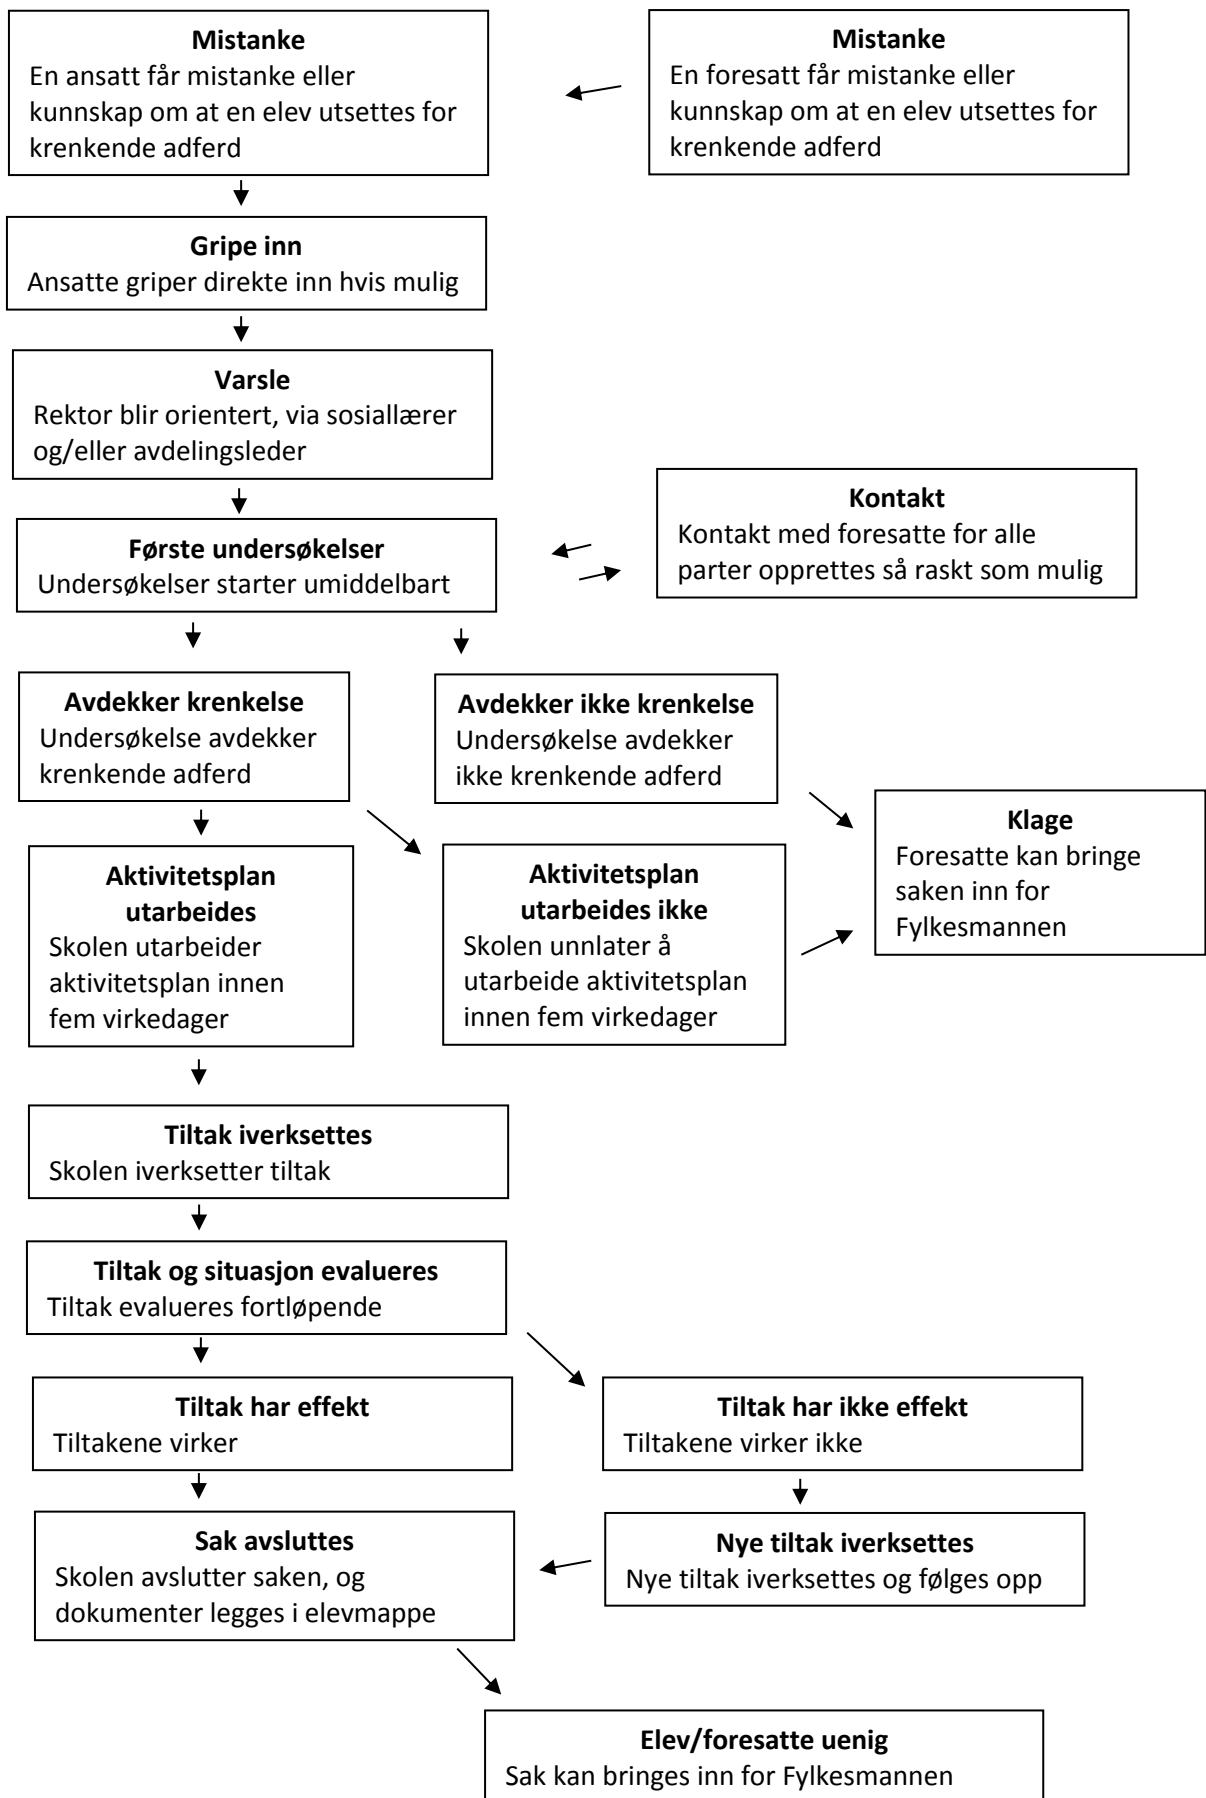 Mistanke
En ansatt får mistanke eller
kunnskap om at en elev utsettes for
krenkende adferd
Mistanke
En foresatt får mistanke eller
kunnskap om at en elev utsettes for
krenkende adferd
Gripe inn
Ansatte griper direkte inn hvis mulig
Varsle
Rektor blir orientert, via sosiallærer
og/eller avdelingsleder
Første undersøkelser
Undersøkelser starter umiddelbart
Kontakt
Kontakt med foresatte for alle
parter opprettes så raskt som mulig
Avdekker krenkelse
Undersøkelse avdekker
krenkende adferd
Avdekker ikke krenkelse
Undersøkelse avdekker
ikke krenkende adferd
Klage
Foresatte kan bringe
saken inn for
Fylkesmannen
Aktivitetsplan
utarbeides
Skolen utarbeider
aktivitetsplan innen
fem virkedager
Aktivitetsplan
utarbeides ikke
Skolen unnlater å
utarbeide aktivitetsplan
innen fem virkedager
Tiltak iverksettes
Skolen iverksetter tiltak
Tiltak og situasjon evalueres
Tiltak evalueres fortløpende
Tiltak har effekt
Tiltakene virker
Tiltak har ikke effekt
Tiltakene virker ikke
Sak avsluttes
Skolen avslutter saken, og
dokumenter legges i elevmappe
Nye tiltak iverksettes
Nye tiltak iverksettes og følges opp
Elev/foresatte uenig
Sak kan bringes inn for Fylkesmannen